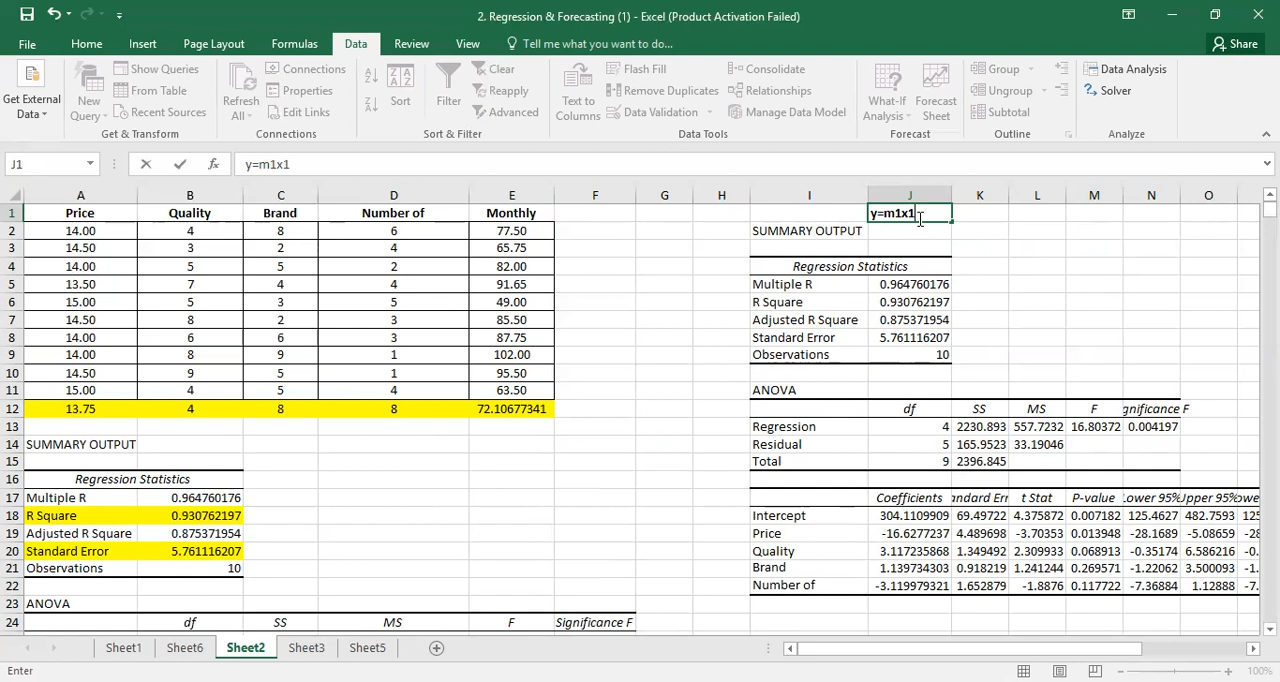 2. Regression & Forecasting (1) - Excel (Product Activation Failed)
File Home Insert Page Layout Formulas Data Review View Tell me what you want to do... Share
Get External Data
New Query
Show Queries
From Table
Recent Sources
Get & Transform
Refresh All
Connections
Properties
Edit Links
Connections
Sort
Filter
Clear
Reapply
Advanced
Sort & Filter
Text to Columns
Flash Fill
Remove Duplicates
Data Validation
Consolidate
Relationships
Manage Data Model
Data Tools
What-If Analysis
Forecast Sheet
Forecast
Group
Ungroup
Subtotal
Outline
Data Analysis
Solver
Analyze
J1 fx y=m1x1
A B C D E F G H I J K L M N O
1 Price Quality Brand Number of Monthly y=m1x1
2 14.00 4 8 6 77.50 SUMMARY OUTPUT
3 14.50 3 2 4 65.75
4 14.00 5 5 2 82.00 Regression Statistics
5 13.50 7 4 4 91.65 Multiple R 0.964760176
6 15.00 5 3 5 49.00 R Square 0.930762197
7 14.50 8 2 3 85.50 Adjusted R Square 0.875371954
8 14.00 6 6 3 87.75 Standard Error 5.761116207
9 14.00 8 9 1 102.00 Observations 10
10 14.50 9 5 1 95.50
11 15.00 4 5 4 63.50 ANOVA
12 13.75 4 8 8 72.10677341 df SS MS F gnificance F
13 Regression 4 2230.893 557.7232 16.80372 0.004197
14 SUMMARY OUTPUT Residual 5 165.9523 33.19046
15 Total 9 2396.845
16 Regression Statistics
17 Multiple R 0.964760176 Coefficients andard Err t Stat P-value Lower 95% Upper 95% owe
18 R Square 0.930762197 Intercept 304.1109909 69.49722 4.375872 0.007182 125.4627 482.7593 125
19 Adjusted R Square 0.875371954 Price -16.6277237 4.489698 -3.70353 0.013948 -28.1689 -5.08659 -28
20 Standard Error 5.761116207 Quality 3.117235868 1.349492 2.309933 0.068913 -0.35174 6.586216 -0.
21 Observations 10 Brand 1.139734303 0.918219 1.241244 0.269571 -1.22062 3.500093 -1.
22 Number of -3.119979321 1.652879 -1.8876 0.117722 -7.36884 1.12888 -7.
23 ANOVA
24 df SS MS F Significance F
Sheet1 Sheet6 Sheet2 Sheet3 Sheet5
Enter 100%